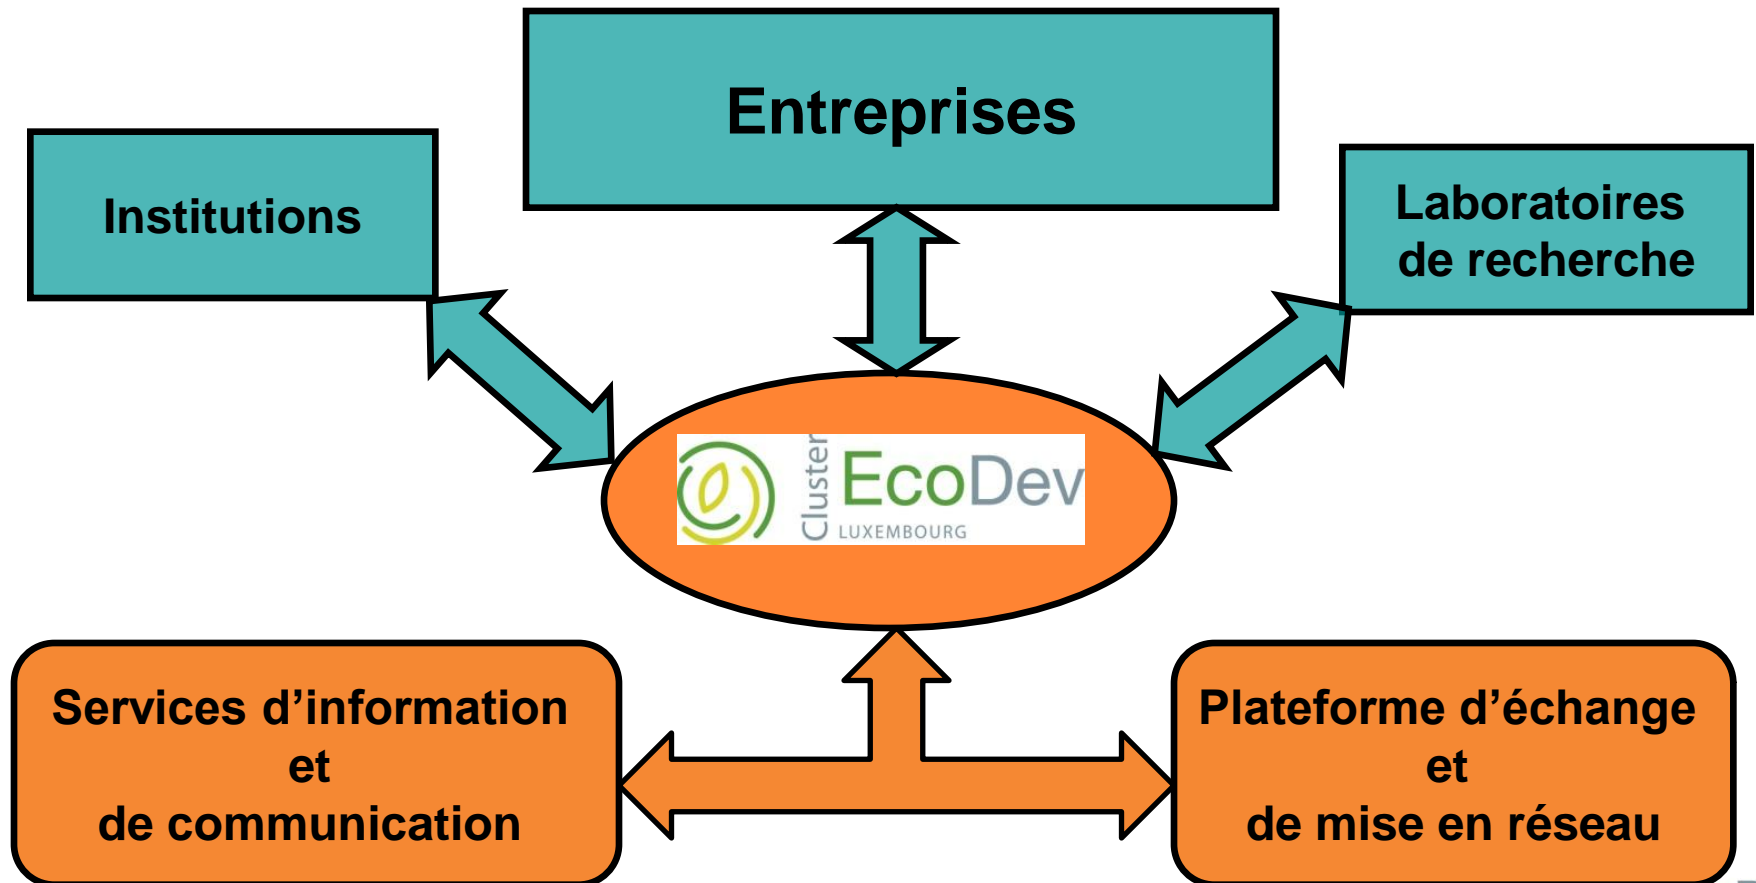 Entreprises
Institutions
Laboratoires
de recherche
Cluster
EcoDev
LUXEMBOURG
Services d’information
et
de communication
Plateforme d’échange
et
de mise en réseau